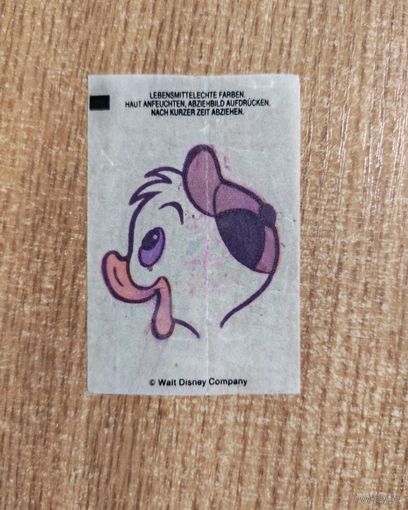 LEBENSMITTELECHTE FARBEN.
HAUT ANFEUCHTEN, ABZIEHBILD AUFDRÜCKEN,
NACH KURZER ZEIT ABZIEHEN.
© Walt Disney Company